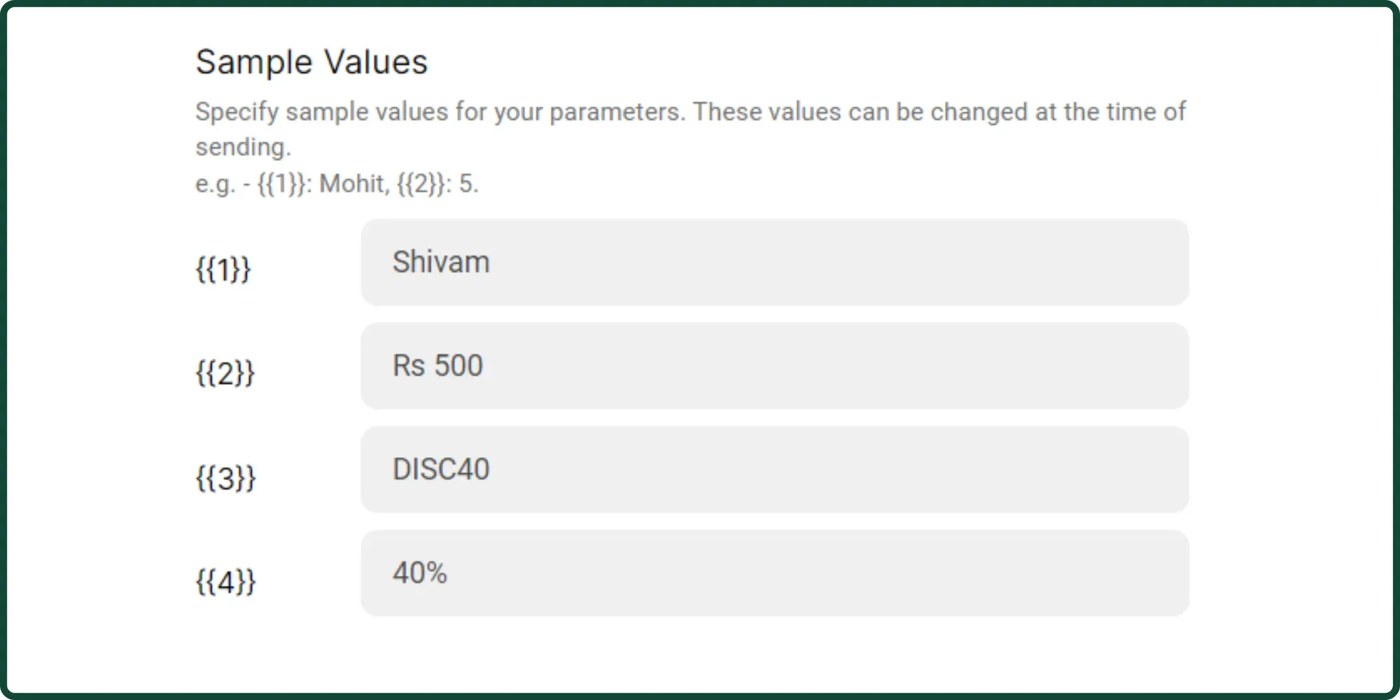 Sample Values
Specify sample values for your parameters. These values can be changed at the time of
sending.
e.g. - {{1}}: Mohit, {{2}}: 5.
{{1}} Shivam
{{2}} Rs 500
{{3}} DISC40
{{4}} 40%